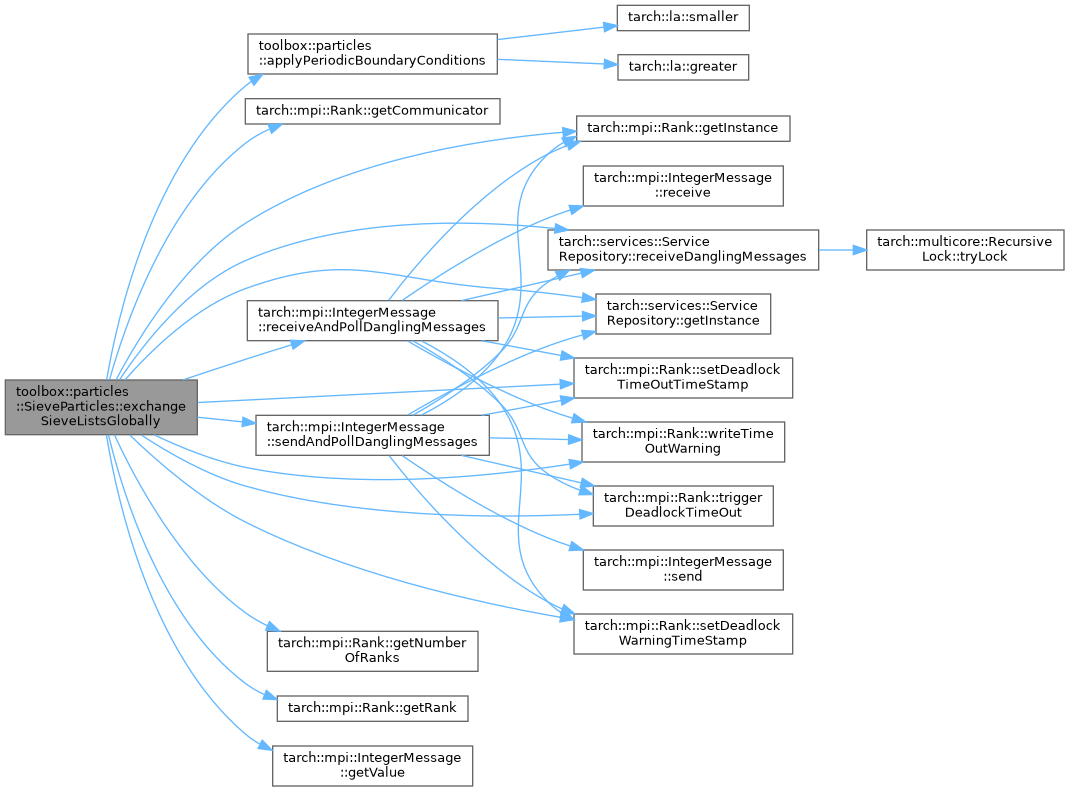 toolbox::particles
::SieveParticles::exchange
SieveListsGlobally
toolbox::particles
::applyPeriodicBoundaryConditions
tarch::la::smaller
tarch::la::greater
tarch::mpi::Rank::getCommunicator
tarch::mpi::Rank::getInstance
tarch::mpi::IntegerMessage
::receive
tarch::services::Service
Repository::receiveDanglingMessages
tarch::multicore::Recursive
Lock::tryLock
tarch::services::Service
Repository::getInstance
tarch::mpi::IntegerMessage
::receiveAndPollDanglingMessages
tarch::mpi::Rank::setDeadlock
TimeOutTimeStamp
tarch::mpi::IntegerMessage
::sendAndPollDanglingMessages
tarch::mpi::Rank::writeTime
OutWarning
tarch::mpi::Rank::trigger
DeadlockTimeOut
tarch::mpi::IntegerMessage
::send
tarch::mpi::Rank::setDeadlock
WarningTimeStamp
tarch::mpi::Rank::getNumber
OfRanks
tarch::mpi::Rank::getRank
tarch::mpi::IntegerMessage
::getValue